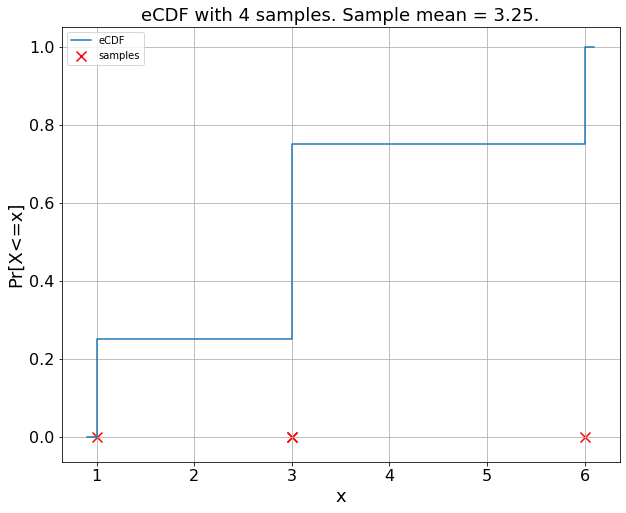 eCDF with 4 samples. Sample mean = 3.25.
eCDF
samples
1.0
0.8
0.6
0.4
0.2
0.0
Pr[X<=x]
1 2 3 4 5 6
x